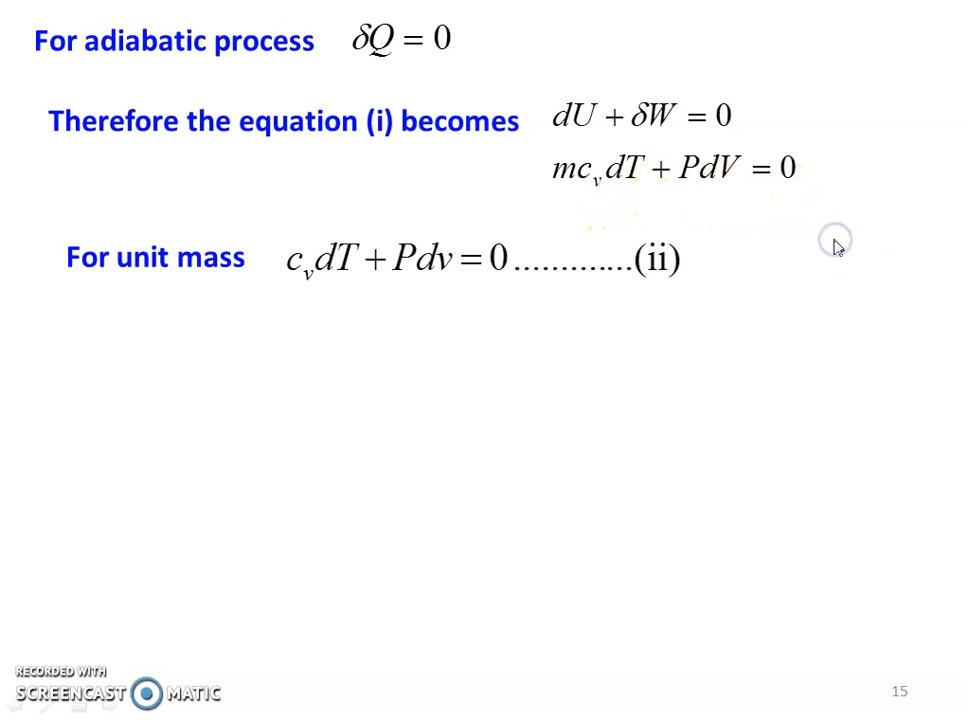 For adiabatic process δQ = 0
Therefore the equation (i) becomes dU + δW = 0
mc_v dT + PdV = 0
For unit mass c_v dT + Pdv = 0.............(ii)
RECORDED WITH
SCREENCAST MATIC
15